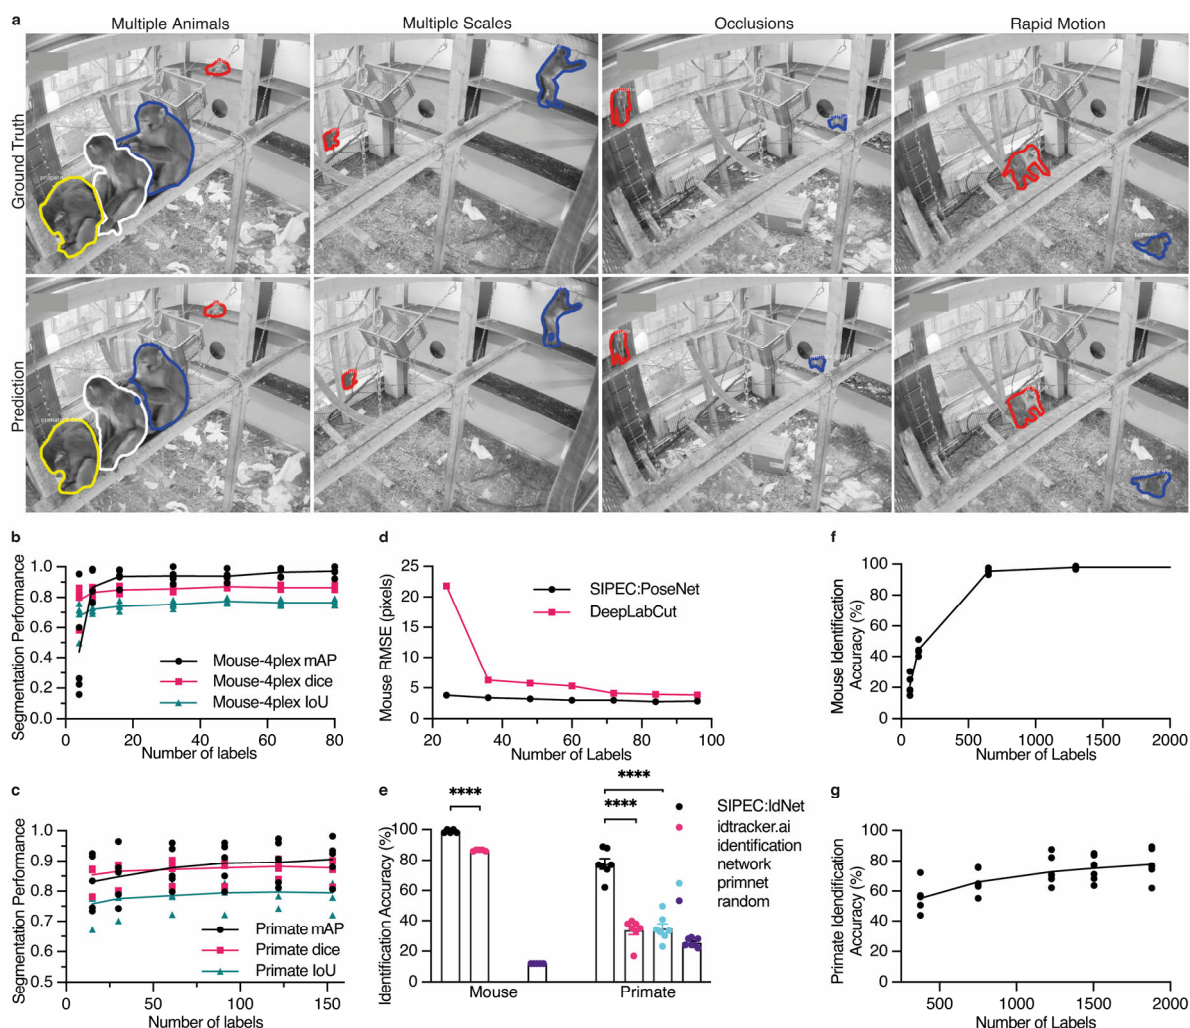 a
Multiple Animals
Multiple Scales
Occlusions
Rapid Motion
Ground Truth
Prediction
b
Segmentation Performance
1.0
0.8
0.6
0.4
0.2
0.0
Mouse-4plex mAP
Mouse-4plex dice
Mouse-4plex IoU
0 20 40 60 80
Number of labels
d
Mouse RMSE (pixels)
25
20
15
10
5
0
SIPEC:PoseNet
DeepLabCut
20 40 60 80 100
Number of Labels
f
Mouse Identification
Accuracy (%)
100
80
60
40
20
0
0 500 1000 1500 2000
Number of Labels
c
Segmentation Performance
1.0
0.9
0.8
0.7
0.6
0.5
Primate mAP
Primate dice
Primate IoU
0 50 100 150
Number of labels
e
Identification Accuracy (%)
100
80
60
40
20
0
****
****
****
Mouse
Primate
SIPEC:IdNet
idtracker.ai
identification
network
primnet
random
g
Primate Idendification
Accuracy (%)
100
80
60
40
20
0
500 1000 1500 2000
Number of Labels